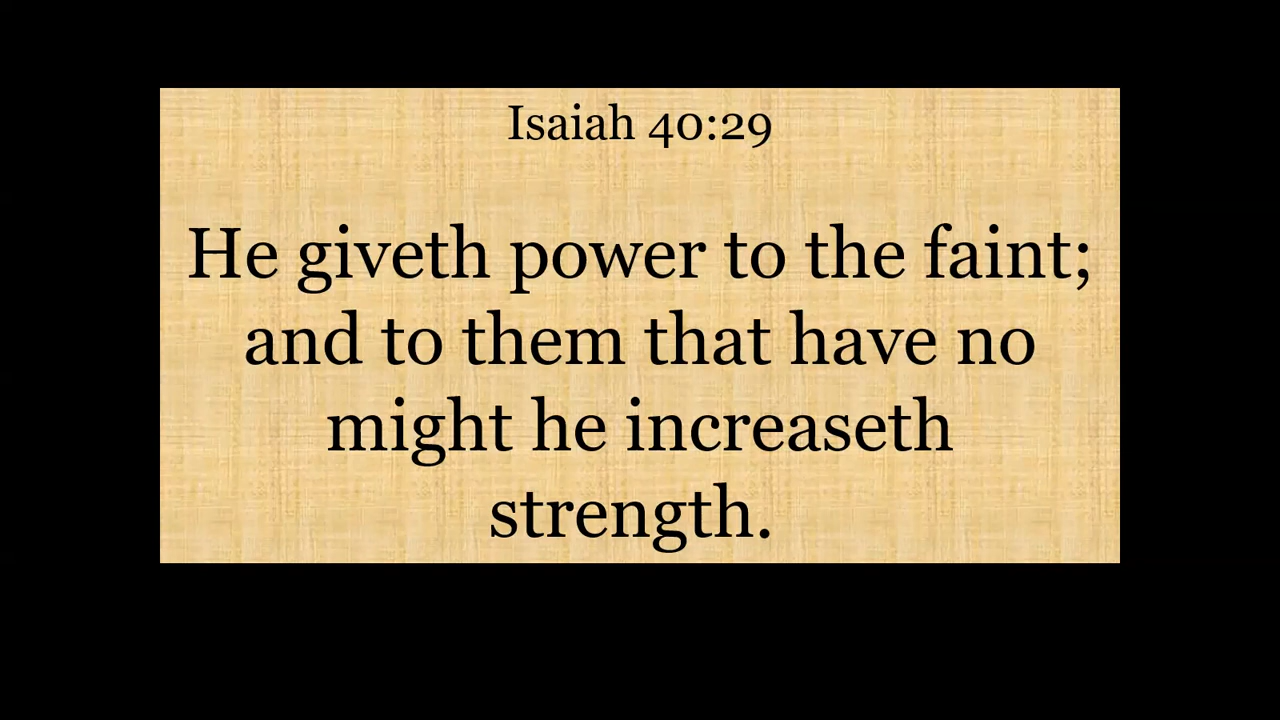 Isaiah 40:29
He giveth power to the faint;
and to them that have no
might he increaseth
strength.